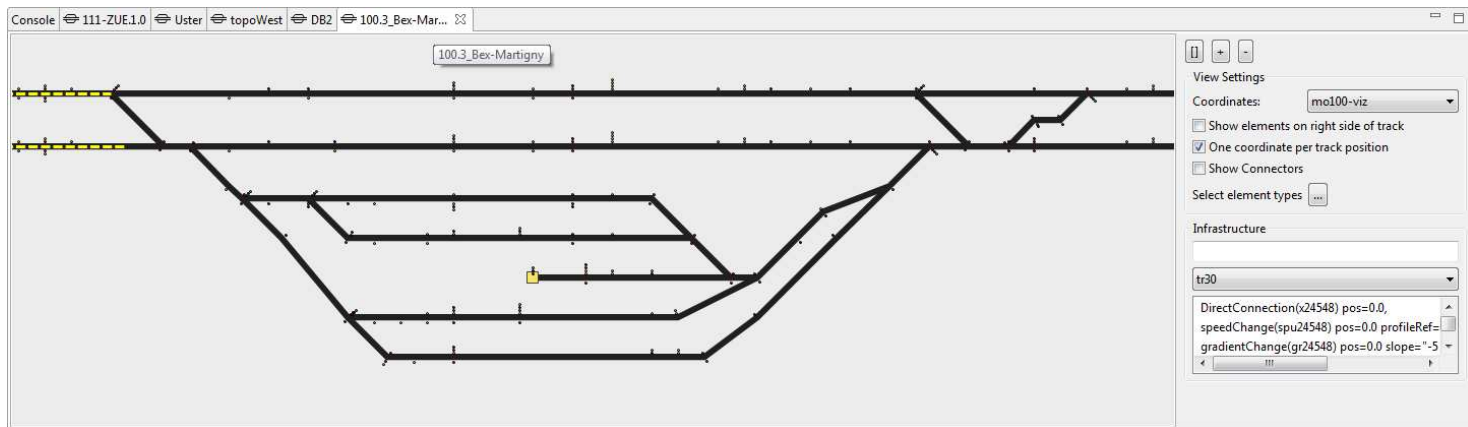 Console 111-ZUE.1.0 Uster topoWest DB2 100.3_Bex-Mar...
100.3_Bex-Martigny
[] + -
View Settings
Coordinates: mo100-viz
Show elements on right side of track
One coordinate per track position
Show Connectors
Select element types ...
Infrastructure
tr30
DirectConnection(x24548) pos=0.0,
speedChange(spu24548) pos=0.0 profileRef=
gradientChange(gr24548) pos=0.0 slope="-5